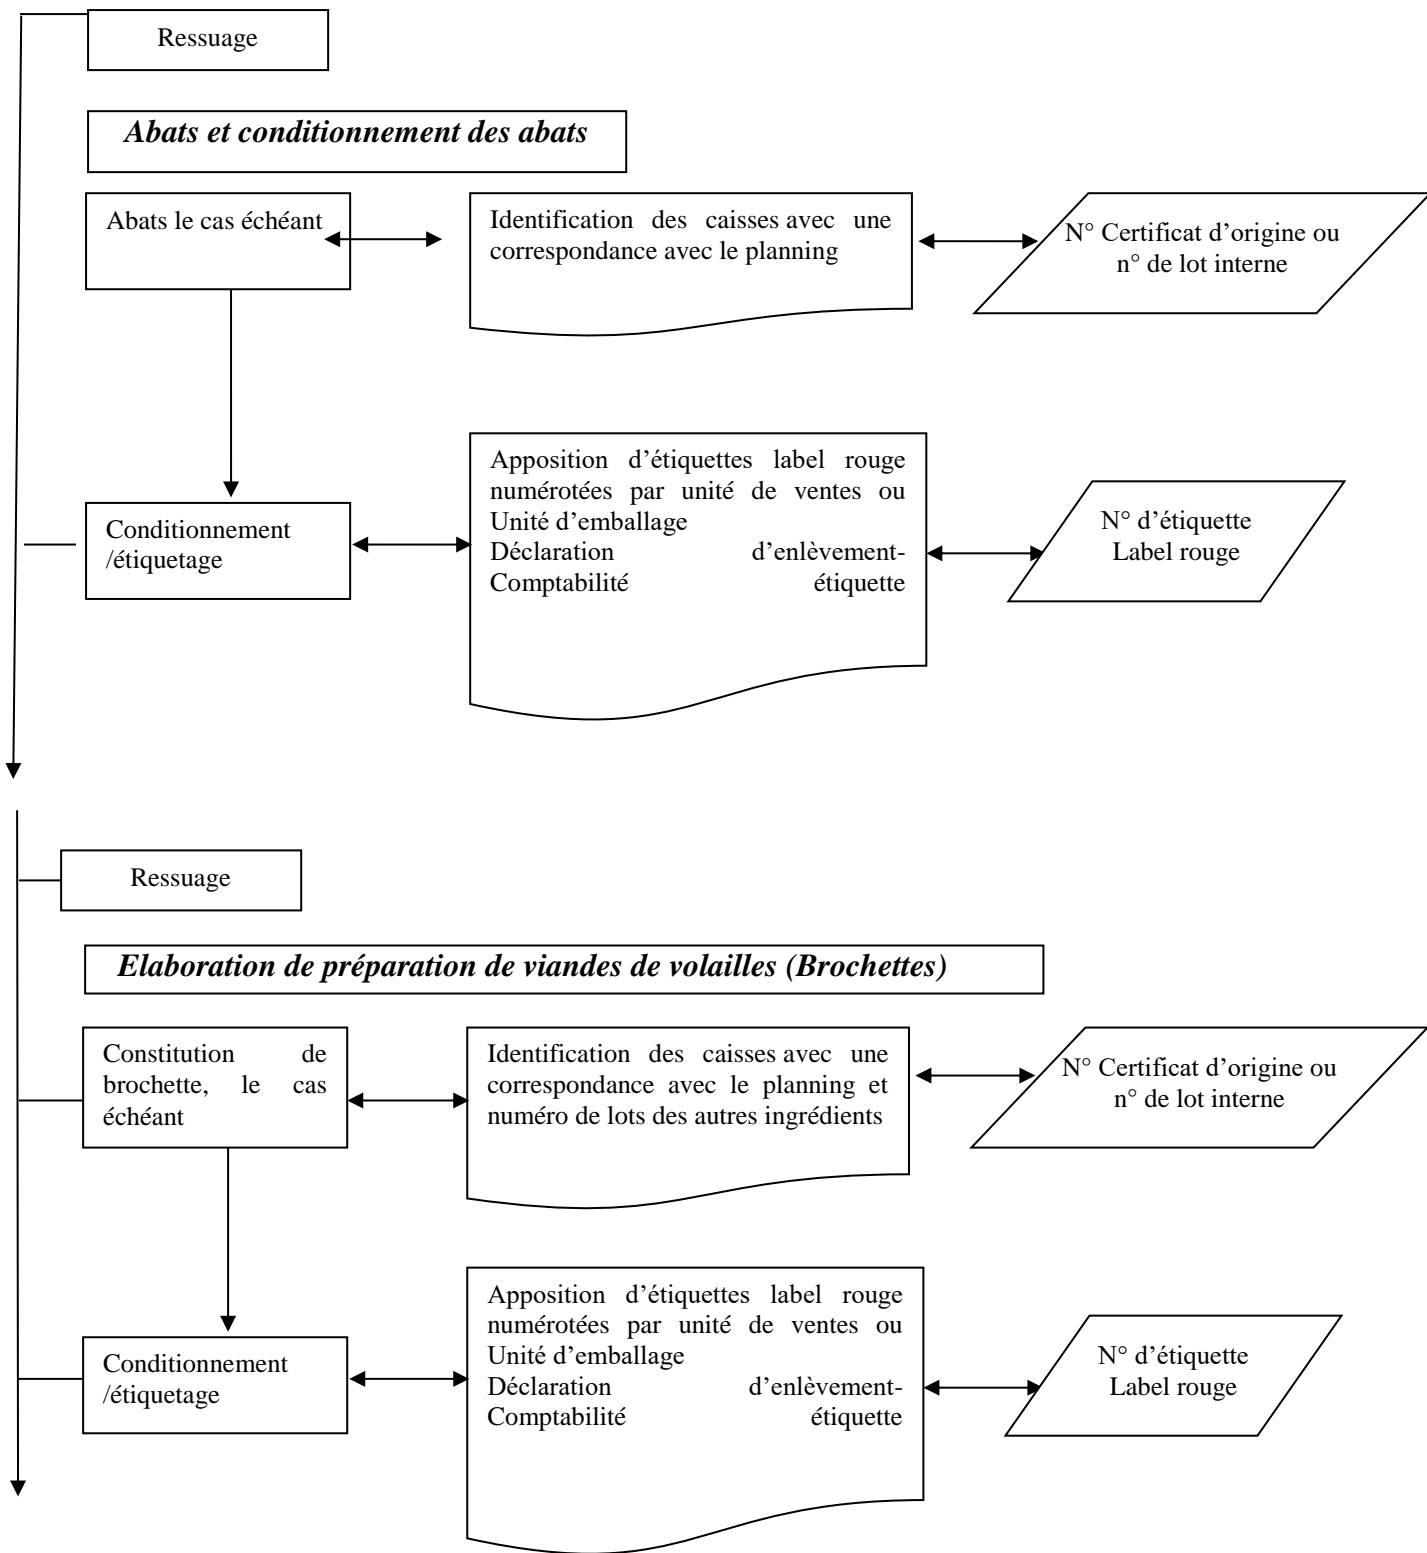 Ressuage
Abats et conditionnement des abats
Abats le cas échéant
Identification des caisses avec une
correspondance avec le planning
N° Certificat d'origine ou
n° de lot interne
Apposition d'étiquettes label rouge
numérotées par unité de ventes ou
Unité d'emballage
Déclaration d'enlèvement-
Comptabilité étiquette
Conditionnement
/étiquetage
N° d'étiquette
Label rouge
Ressuage
Elaboration de préparation de viandes de volailles (Brochettes)
Constitution de
brochette, le cas
échéant
Identification des caisses avec une
correspondance avec le planning et
numéro de lots des autres ingrédients
N° Certificat d'origine ou
n° de lot interne
Apposition d'étiquettes label rouge
numérotées par unité de ventes ou
Unité d'emballage
Déclaration d'enlèvement-
Comptabilité étiquette
Conditionnement
/étiquetage
N° d'étiquette
Label rouge